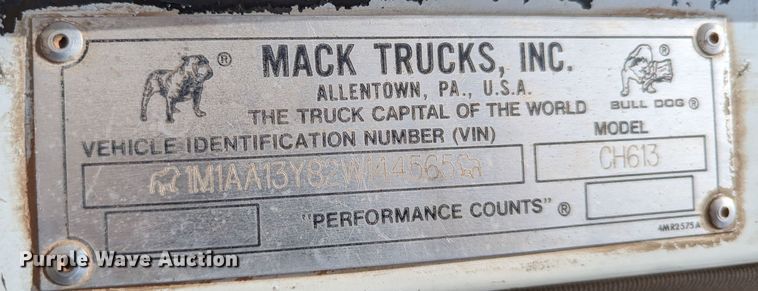 MACK TRUCKS, INC.
ALLENTOWN, PA., U.S.A.
THE TRUCK CAPITAL OF THE WORLD
BULL DOG ®
VEHICLE IDENTIFICATION NUMBER (VIN)
MODEL
1M1AA13Y82W144565
CH613
"PERFORMANCE COUNTS" ®
4MR2575A
Purple Wave Auction